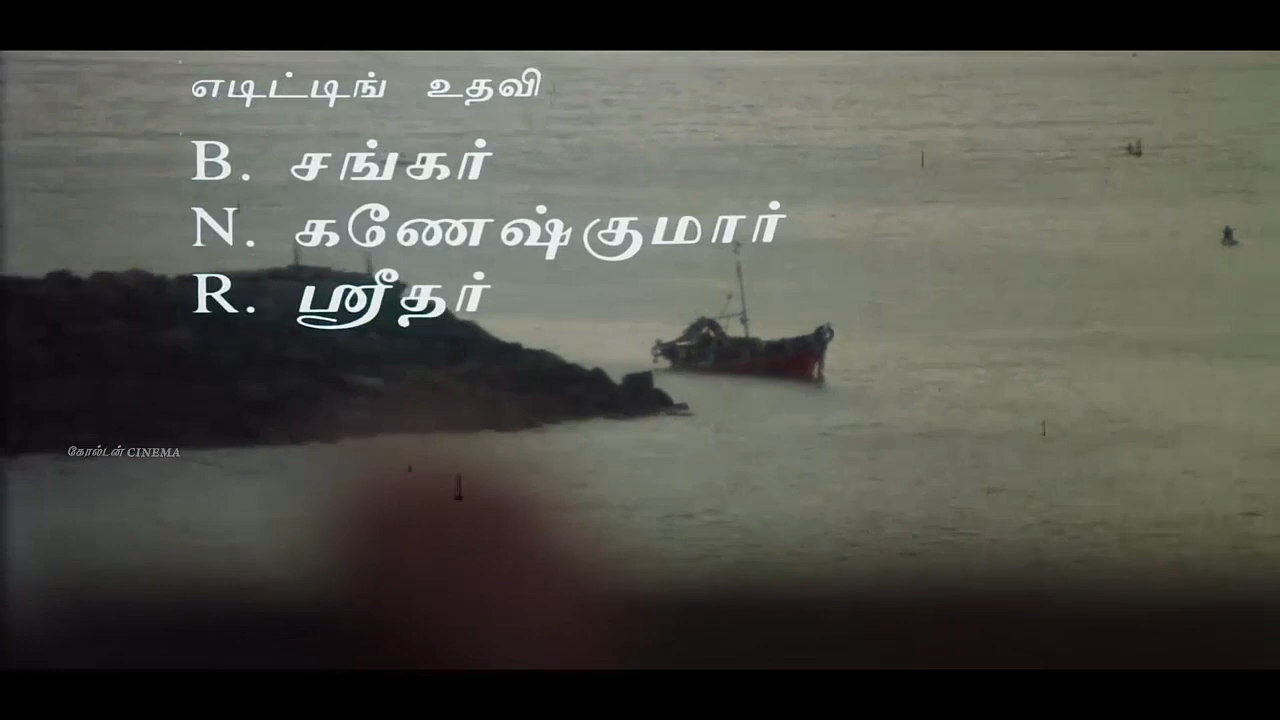 எடிட்டிங் உதவி
B. சங்கர்
N. கணேஷ்குமார்
R. ஸ்ரீதர்
கோல்டன் CINEMA